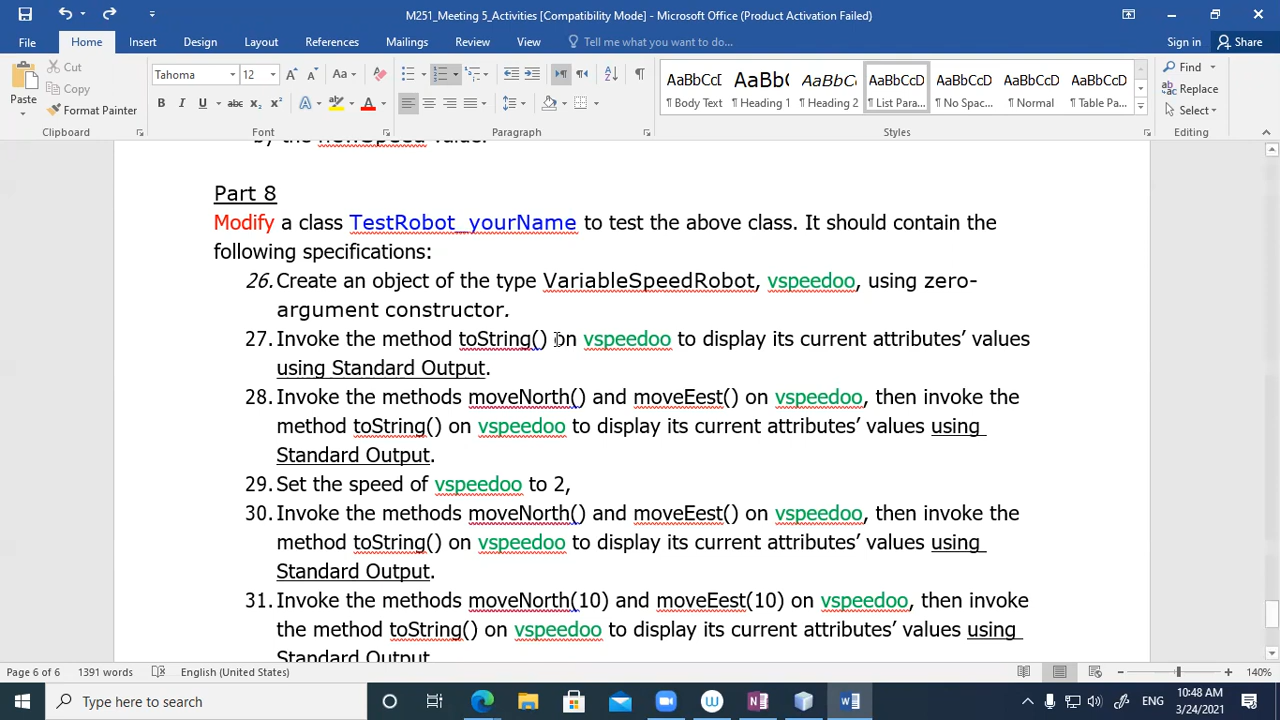 M251_Meeting 5_Activities [Compatibility Mode] - Microsoft Office (Product Activation Failed)
File Home Insert Design Layout References Mailings Review View Tell me what you want to do... Sign in Share
Cut
Copy
Format Painter
Paste
Tahoma 12
AaBbCcD AaBbC AaBbC AaBbCcD AaBbCcD AaBbCcD AaBbCcD
¶ Body Text ¶ Heading ¶ Heading 2 ¶ List Para... ¶ No Spac... ¶ Normal ¶ Table Pa...
Find
Replace
Select
Clipboard Font Paragraph Styles Editing
Part 8
Modify a class TestRobot_yourName to test the above class. It should contain the
following specifications:
26. Create an object of the type VariableSpeedRobot, vspeedoo, using zero-
argument constructor.
27. Invoke the method toString() on vspeedoo to display its current attributes’ values
using Standard Output.
28. Invoke the methods moveNorth() and moveEest() on vspeedoo, then invoke the
method toString() on vspeedoo to display its current attributes’ values using
Standard Output.
29. Set the speed of vspeedoo to 2,
30. Invoke the methods moveNorth() and moveEest() on vspeedoo, then invoke the
method toString() on vspeedoo to display its current attributes’ values using
Standard Output.
31. Invoke the methods moveNorth(10) and moveEest(10) on vspeedoo, then invoke
the method toString() on vspeedoo to display its current attributes’ values using
Standard Output.
Page 6 of 6 1391 words English (United States) 140%
Type here to search
ENG
10:48 AM
3/24/2021